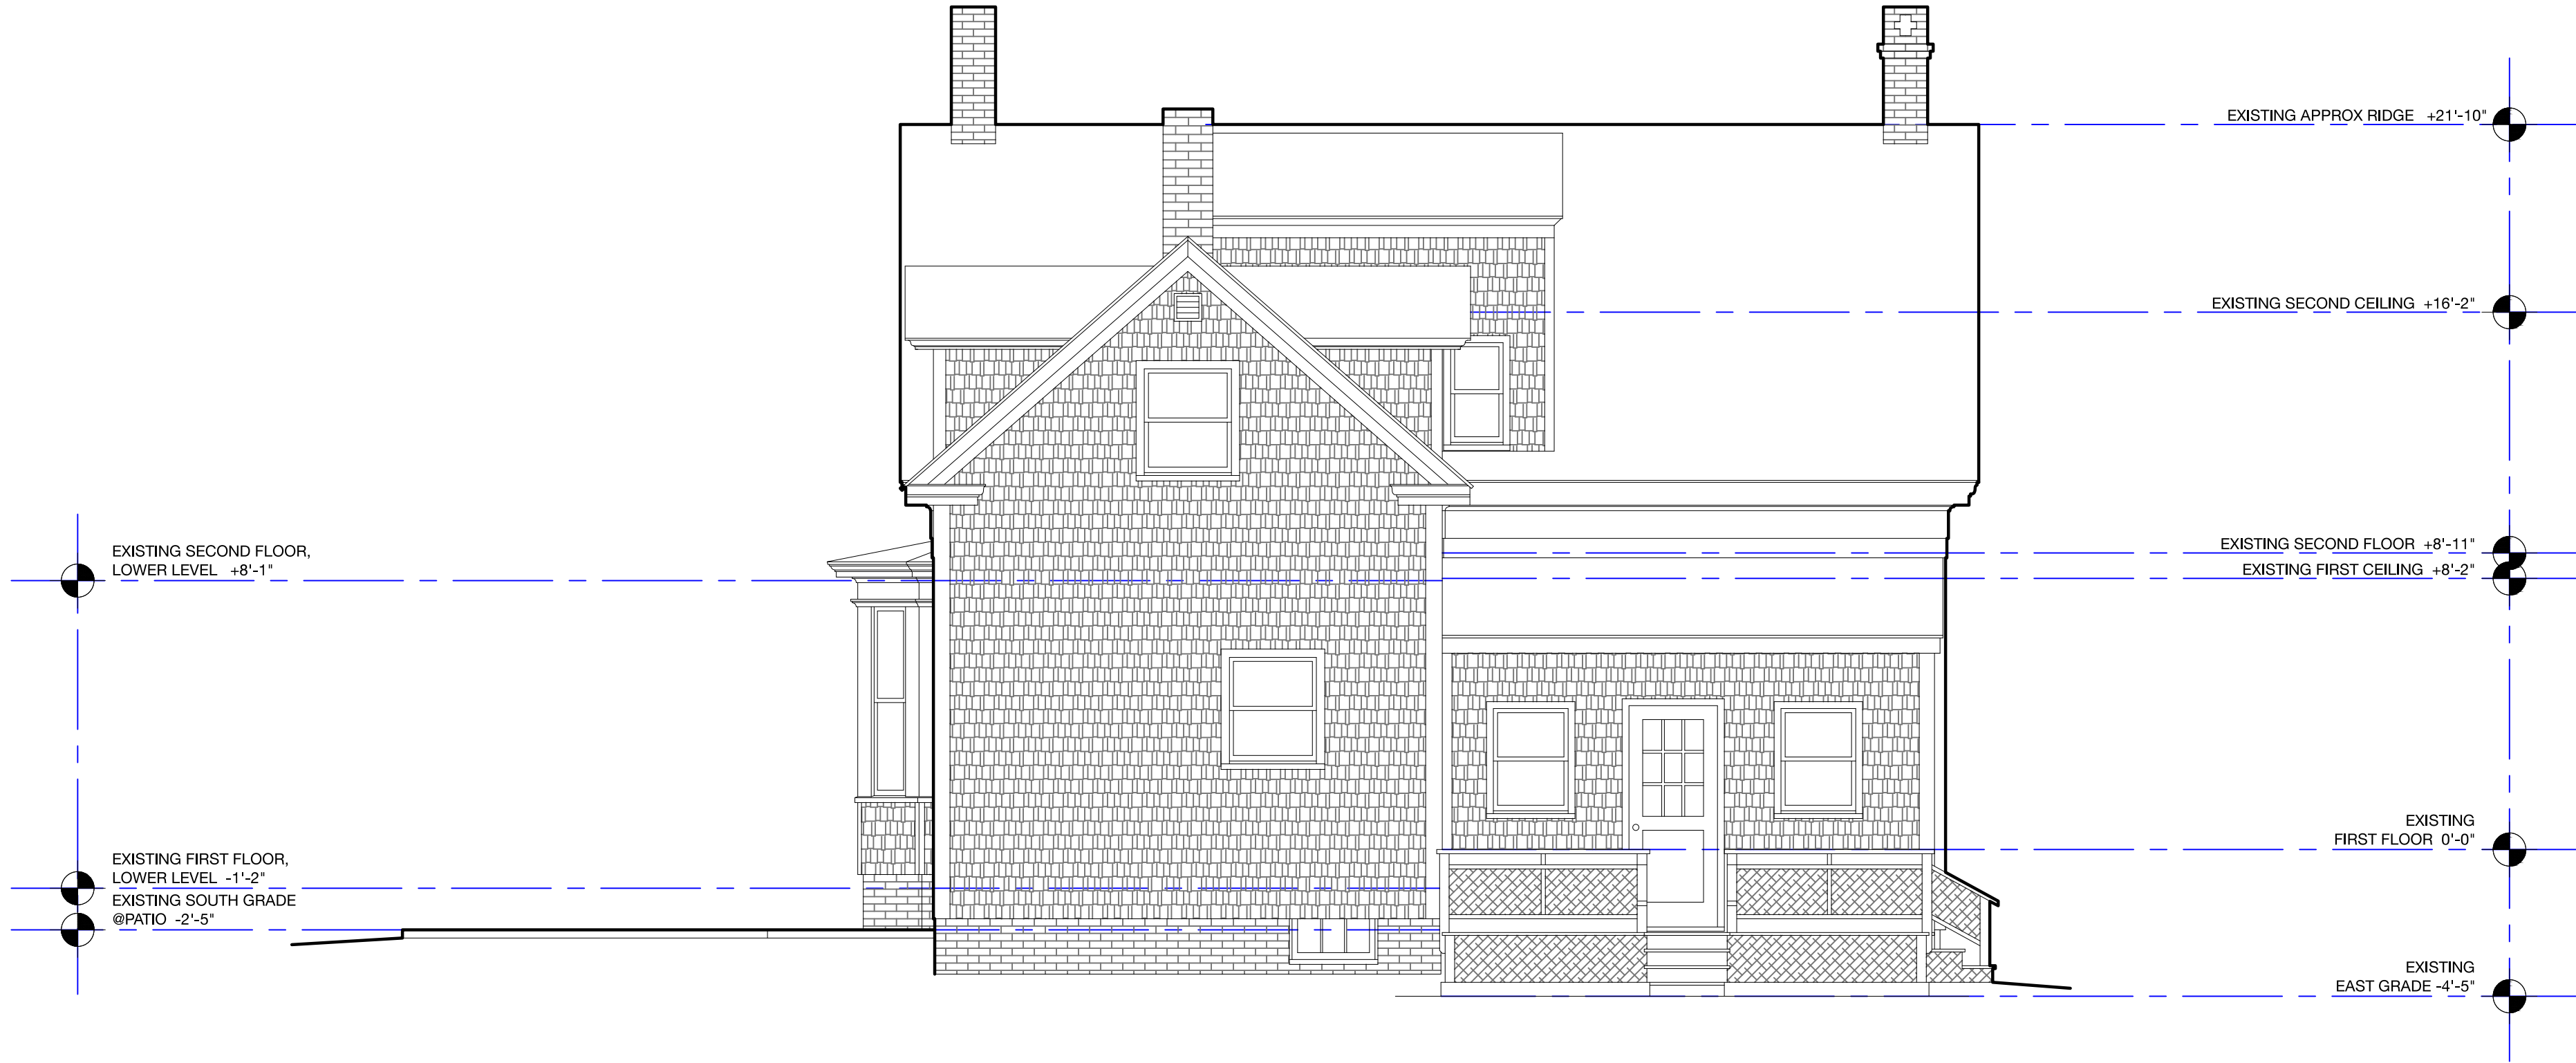 EXISTING APPROX RIDGE +21'-10"
EXISTING SECOND CEILING +16'-2"
EXISTING SECOND FLOOR,
LOWER LEVEL +8'-1"
EXISTING SECOND FLOOR +8'-11"
EXISTING FIRST CEILING +8'-2"
EXISTING
FIRST FLOOR 0'-0"
EXISTING FIRST FLOOR,
LOWER LEVEL -1'-2"
EXISTING SOUTH GRADE
@PATIO -2'-5"
EXISTING
EAST GRADE -4'-5"